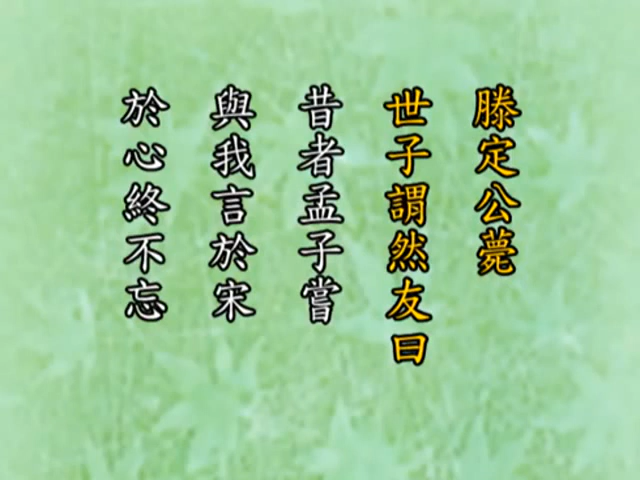 滕定公薨
世子謂然友曰
昔者孟子嘗
與我言於宋
於心終不忘